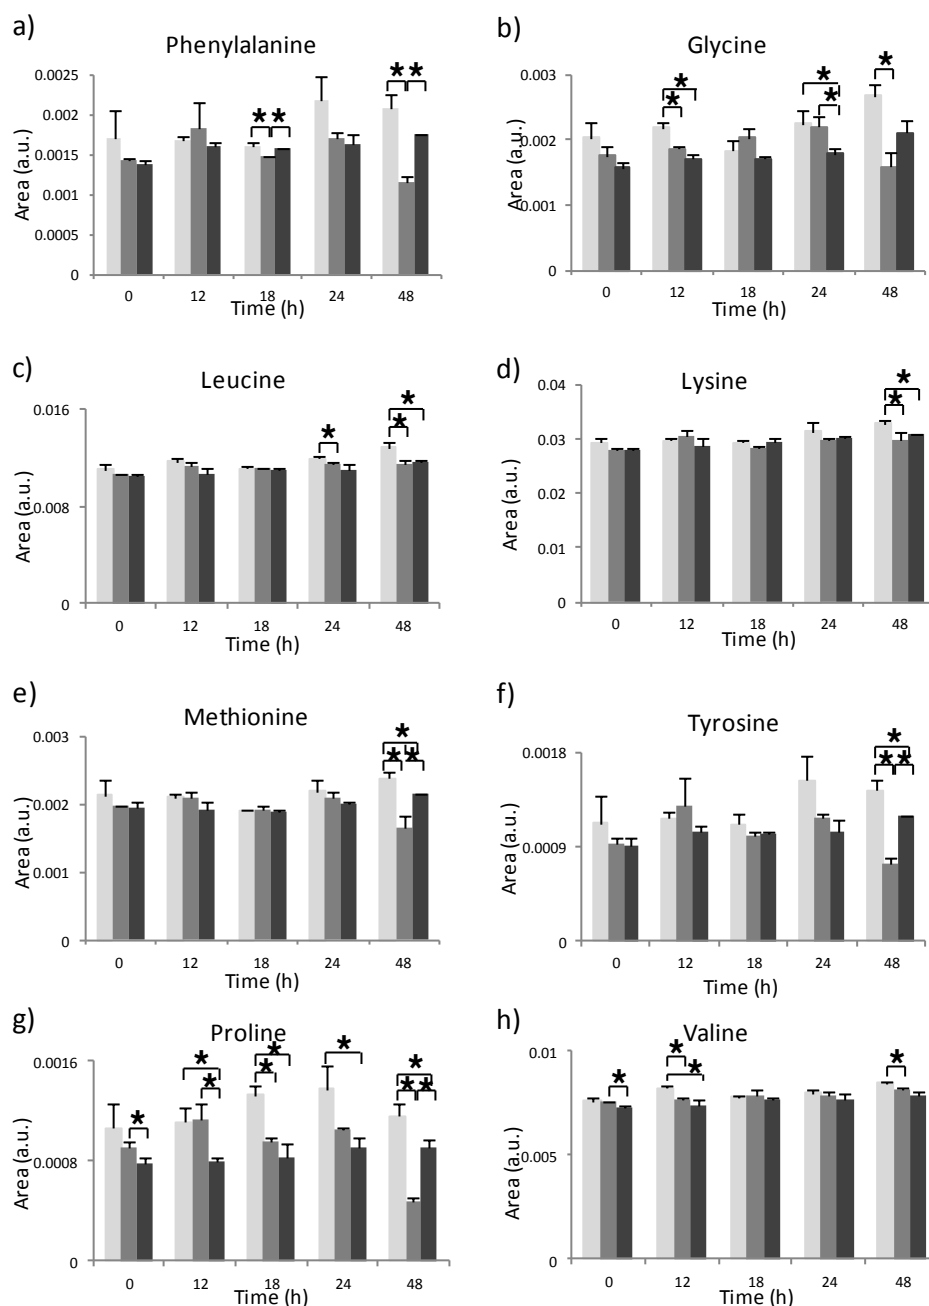 a)
Phenylalanine
Area (a.u.)
0.0025
0.002
0.0015
0.001
0.0005
0
* * * *
0 12 18 24 48
Time (h)
b)
Glycine
Area (a.u.)
0.003
0.002
0.001
0
* * * * *
0 12 18 24 48
Time (h)
c)
Leucine
Area (a.u.)
0.016
0.008
0
* * *
0 12 18 24 48
Time (h)
d)
Lysine
Area (a.u.)
0.04
0.03
0.02
0.01
0
* *
0 12 18 24 48
Time (h)
e)
Methionine
Area (a.u.)
0.003
0.002
0.001
0
* * *
0 12 18 24 48
Time (h)
f)
Tyrosine
Area (a.u.)
0.0018
0.0009
0
* * *
0 12 18 24 48
Time (h)
g)
Proline
Area (a.u.)
0.0016
0.0008
0
* * * * * * * * *
0 12 18 24 48
Time (h)
h)
Valine
Area (a.u.)
0.01
0.005
0
* * * *
0 12 18 24 48
Time (h)